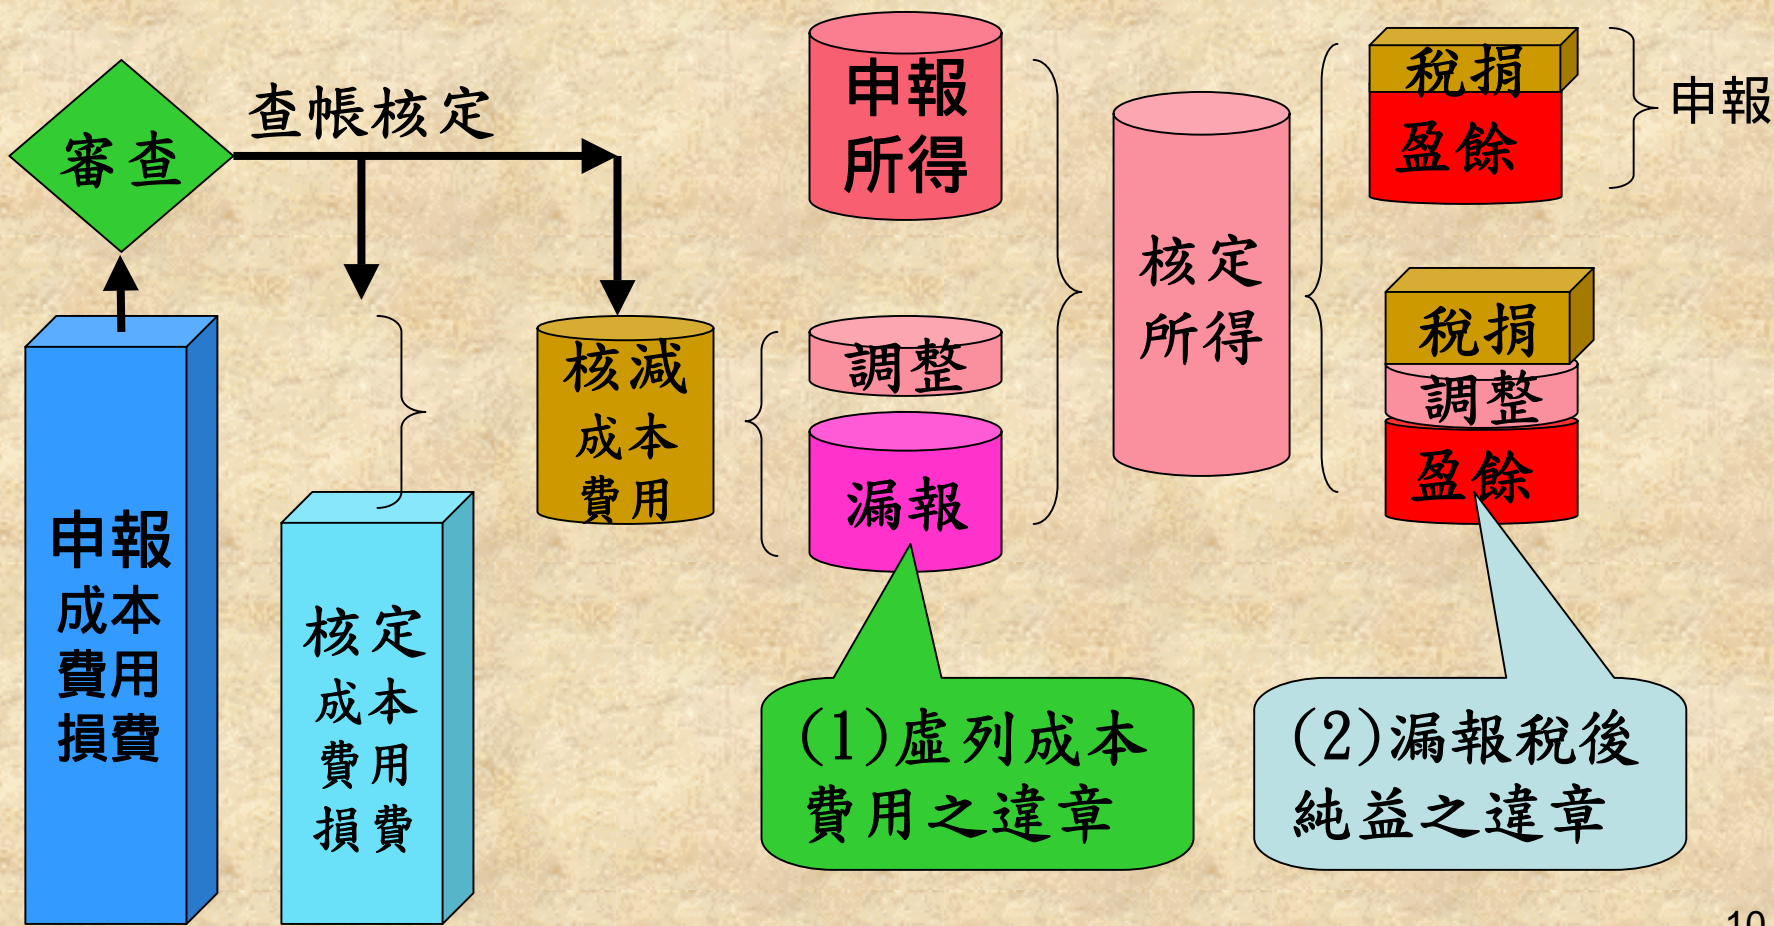 審查
查帳核定
申報
成本
費用
損費
核定
成本
費用
損費
核減
成本
費用
申報
所得
調整
漏報
核定
所得
稅捐
盈餘
申報
稅捐
調整
盈餘
(1)虛列成本
費用之違章
(2)漏報稅後
純益之違章
10